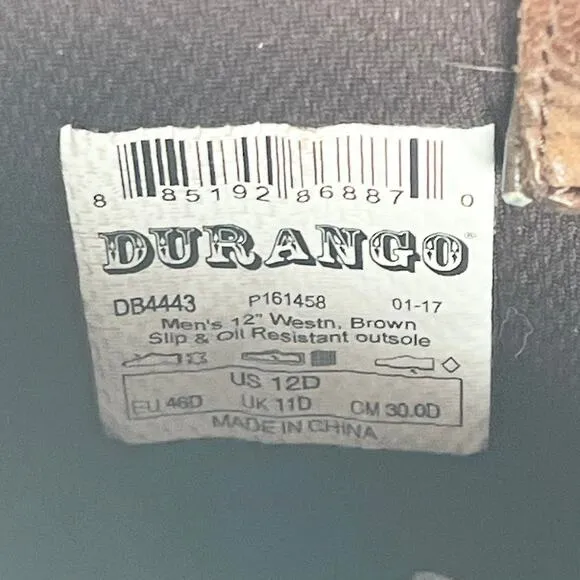 8 85192 86887 0
DURANGO®
DB4443 P161458 01-17
Men's 12" Westn, Brown
Slip & Oil Resistant outsole
US 12D
EU 46D UK 11D CM 30.0D
MADE IN CHINA